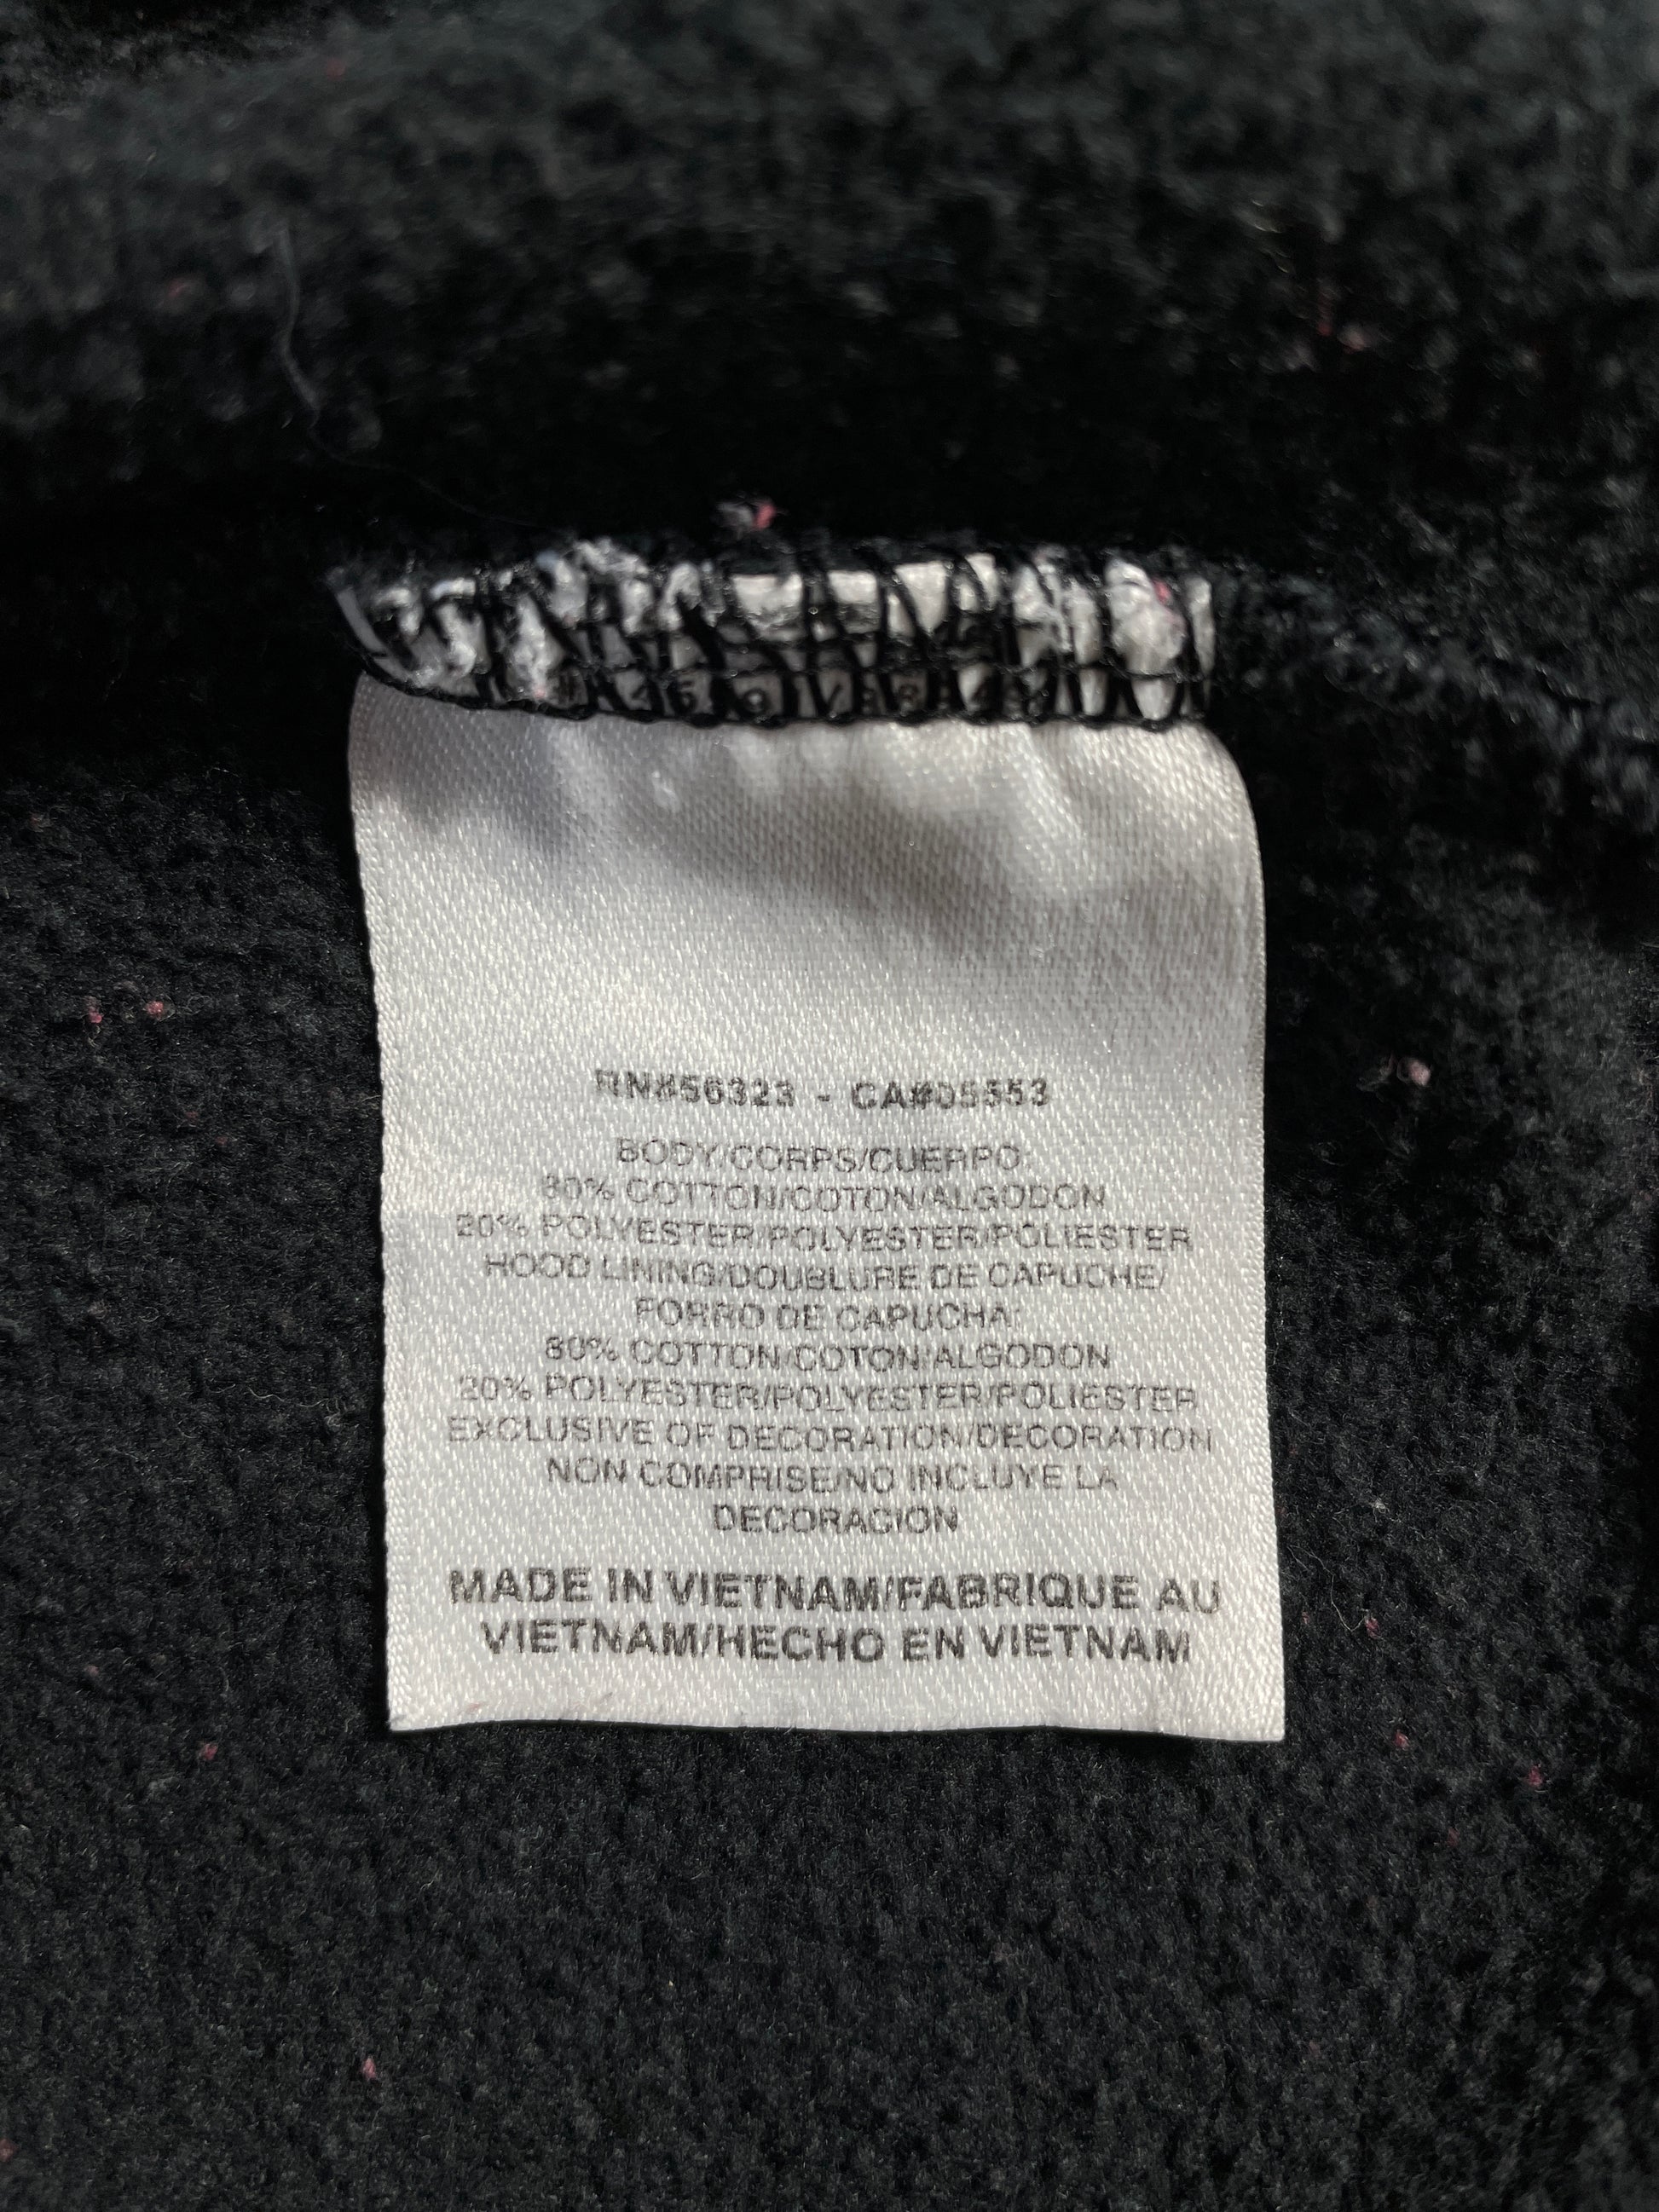 RN#56323 - CA#05553
BODY/CORPS/CUERPO:
80% COTTON/COTON/ALGODON
20% POLYESTER/POLYESTER/POLIESTER
HOOD LINING/DOUBLURE DE CAPUCHE/
FORRO DE CAPUCHA:
80% COTTON/COTON/ALGODON
20% POLYESTER/POLYESTER/POLIESTER
EXCLUSIVE OF DECORATION/DECORATION
NON COMPRISE/NO INCLUYE LA
DECORACION
MADE IN VIETNAM/FABRIQUE AU
VIETNAM/HECHO EN VIETNAM